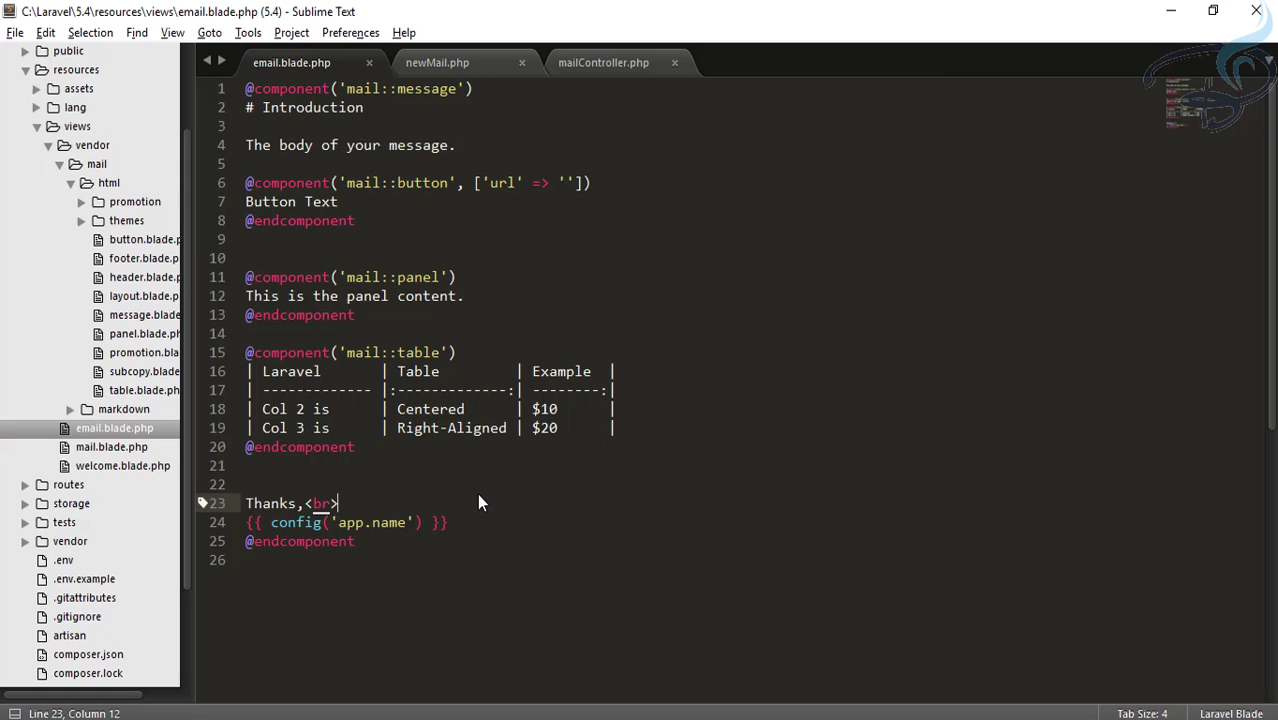 C:\Laravel\5.4\resources\views\email.blade.php (5.4) - Sublime Text
File Edit Selection Find View Goto Tools Project Preferences Help
public
resources
assets
lang
views
vendor
mail
html
promotion
themes
button.blade.p
footer.blade.p
header.blade.p
layout.blade.p
message.blade
panel.blade.ph
promotion.bla
subcopy.blade
table.blade.ph
markdown
email.blade.php
mail.blade.php
welcome.blade.php
routes
storage
tests
vendor
.env
.env.example
.gitattributes
.gitignore
artisan
composer.json
composer.lock
email.blade.php newMail.php mailController.php
1 @component('mail::message')
2 # Introduction
3
4 The body of your message.
5
6 @component('mail::button', ['url' => ''])
7 Button Text
8 @endcomponent
9
10
11 @component('mail::panel')
12 This is the panel content.
13 @endcomponent
14
15 @component('mail::table')
16 | Laravel       | Table         | Example  |
17 | ------------- |:-------------:| --------:|
18 | Col 2 is      | Centered      | $10      |
19 | Col 3 is      | Right-Aligned | $20      |
20 @endcomponent
21
22
23 Thanks,<br>
24 {{ config('app.name') }}
25 @endcomponent
26
Line 23, Column 12 Tab Size: 4 Laravel Blade